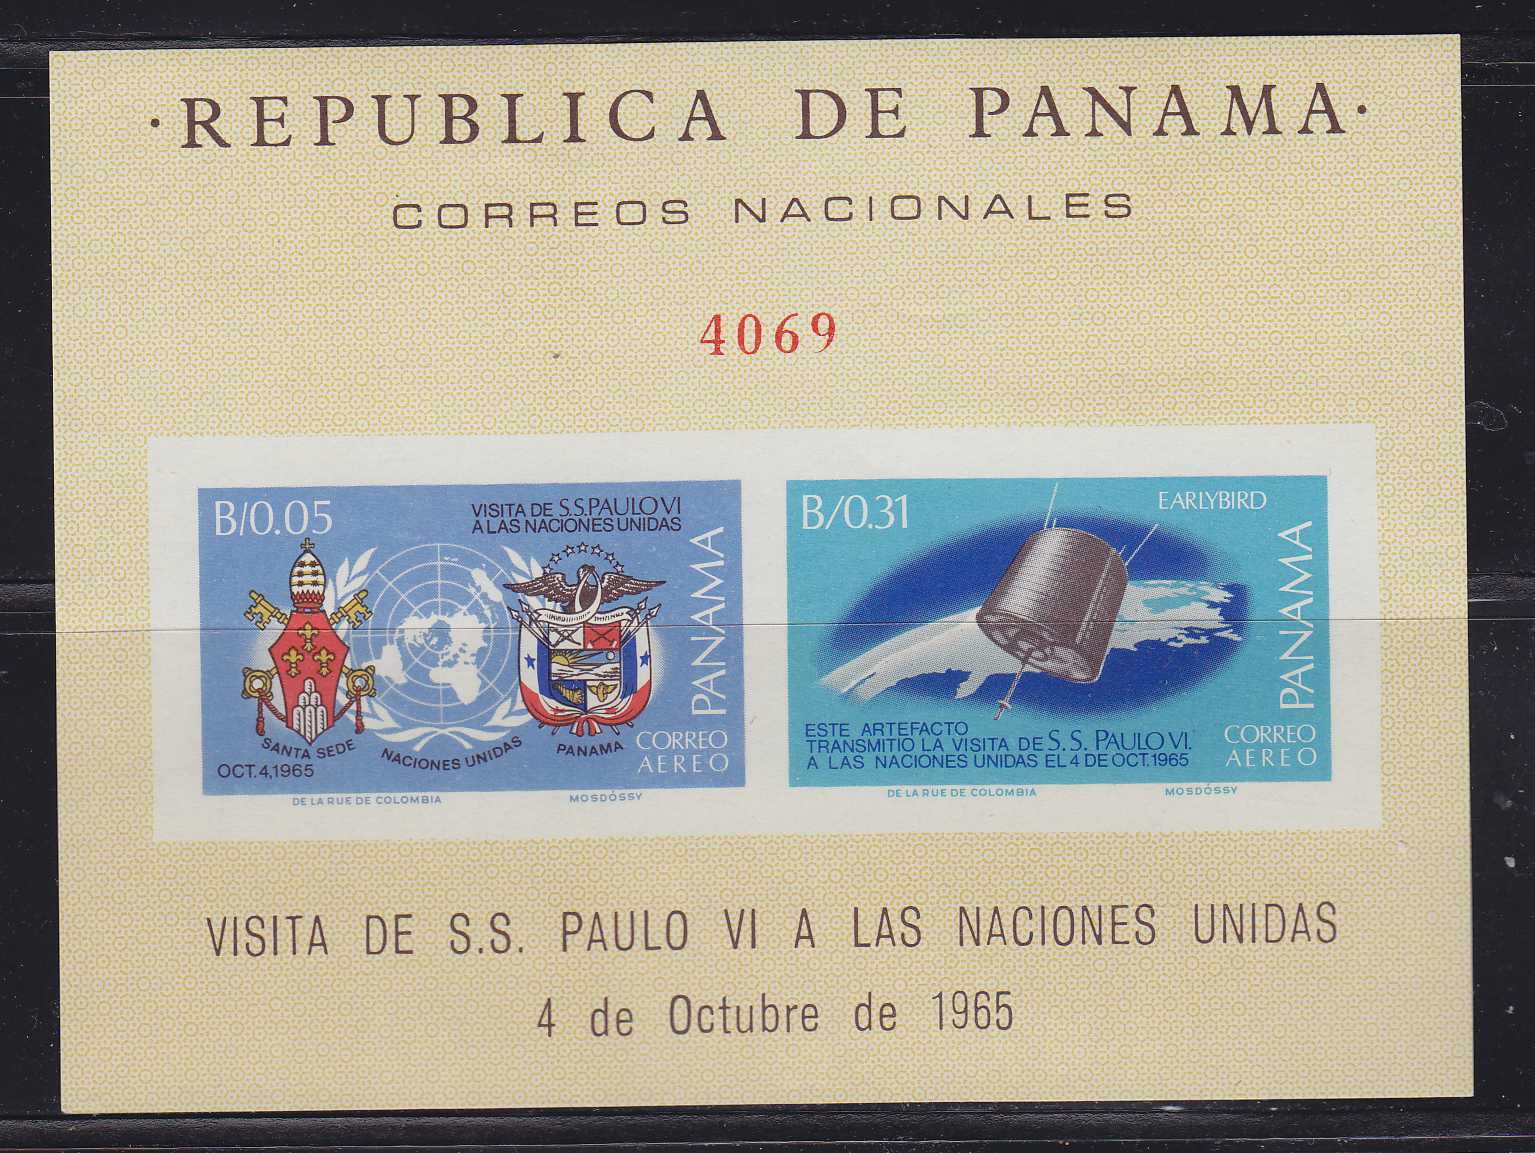 ·REPUBLICA DE PANAMA·
CORREOS NACIONALES
4069
B/0.05
VISITA DE S.S. PAULO VI
A LAS NACIONES UNIDAS
PANAMA
SANTA SEDE
NACIONES UNIDAS
PANAMA
OCT. 4, 1965
CORREO
AEREO
DE LA RUE DE COLOMBIA
MOSDÓSSY
B/0.31
EARLYBIRD
PANAMA
ESTE ARTEFACTO
TRANSMITIO LA VISITA DE S. S. PAULO VI.
A LAS NACIONES UNIDAS EL 4 DE OCT. 1965
CORREO
AEREO
DE LA RUE DE COLOMBIA
MOSDÓSSY
VISITA DE S.S. PAULO VI A LAS NACIONES UNIDAS
4 de Octubre de 1965